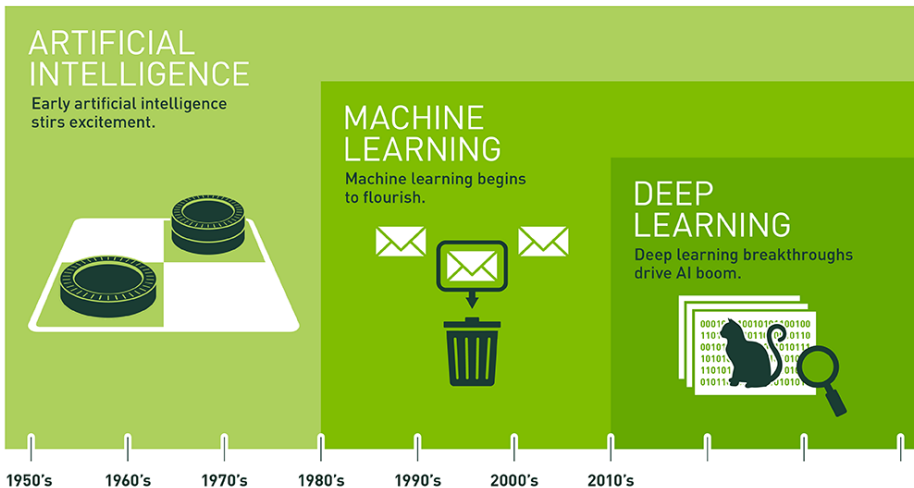 ARTIFICIAL
INTELLIGENCE
Early artificial intelligence
stirs excitement.
MACHINE
LEARNING
Machine learning begins
to flourish.
DEEP
LEARNING
Deep learning breakthroughs
drive AI boom.
1950's 1960's 1970's 1980's 1990's 2000's 2010's